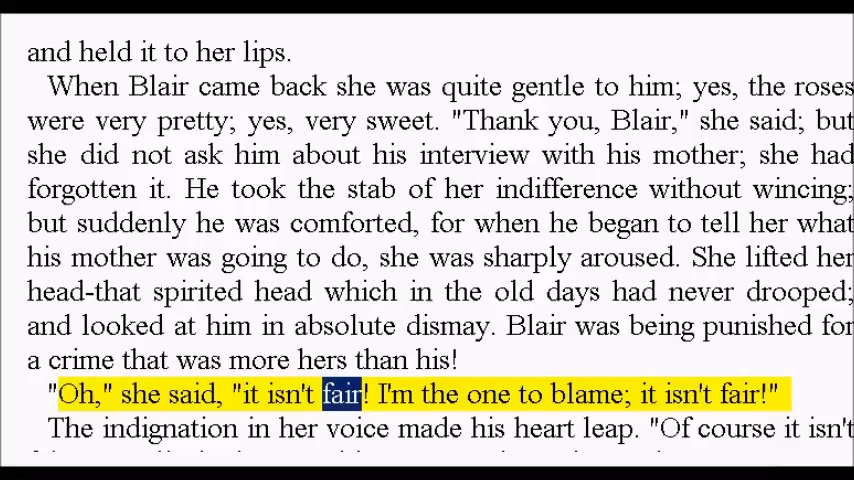 and held it to her lips.
When Blair came back she was quite gentle to him; yes, the roses
were very pretty; yes, very sweet. "Thank you, Blair," she said; but
she did not ask him about his interview with his mother; she had
forgotten it. He took the stab of her indifference without wincing;
but suddenly he was comforted, for when he began to tell her what
his mother was going to do, she was sharply aroused. She lifted her
head-that spirited head which in the old days had never drooped;
and looked at him in absolute dismay. Blair was being punished for
a crime that was more hers than his!
"Oh," she said, "it isn't fair! I'm the one to blame; it isn't fair!"
The indignation in her voice made his heart leap. "Of course it isn't